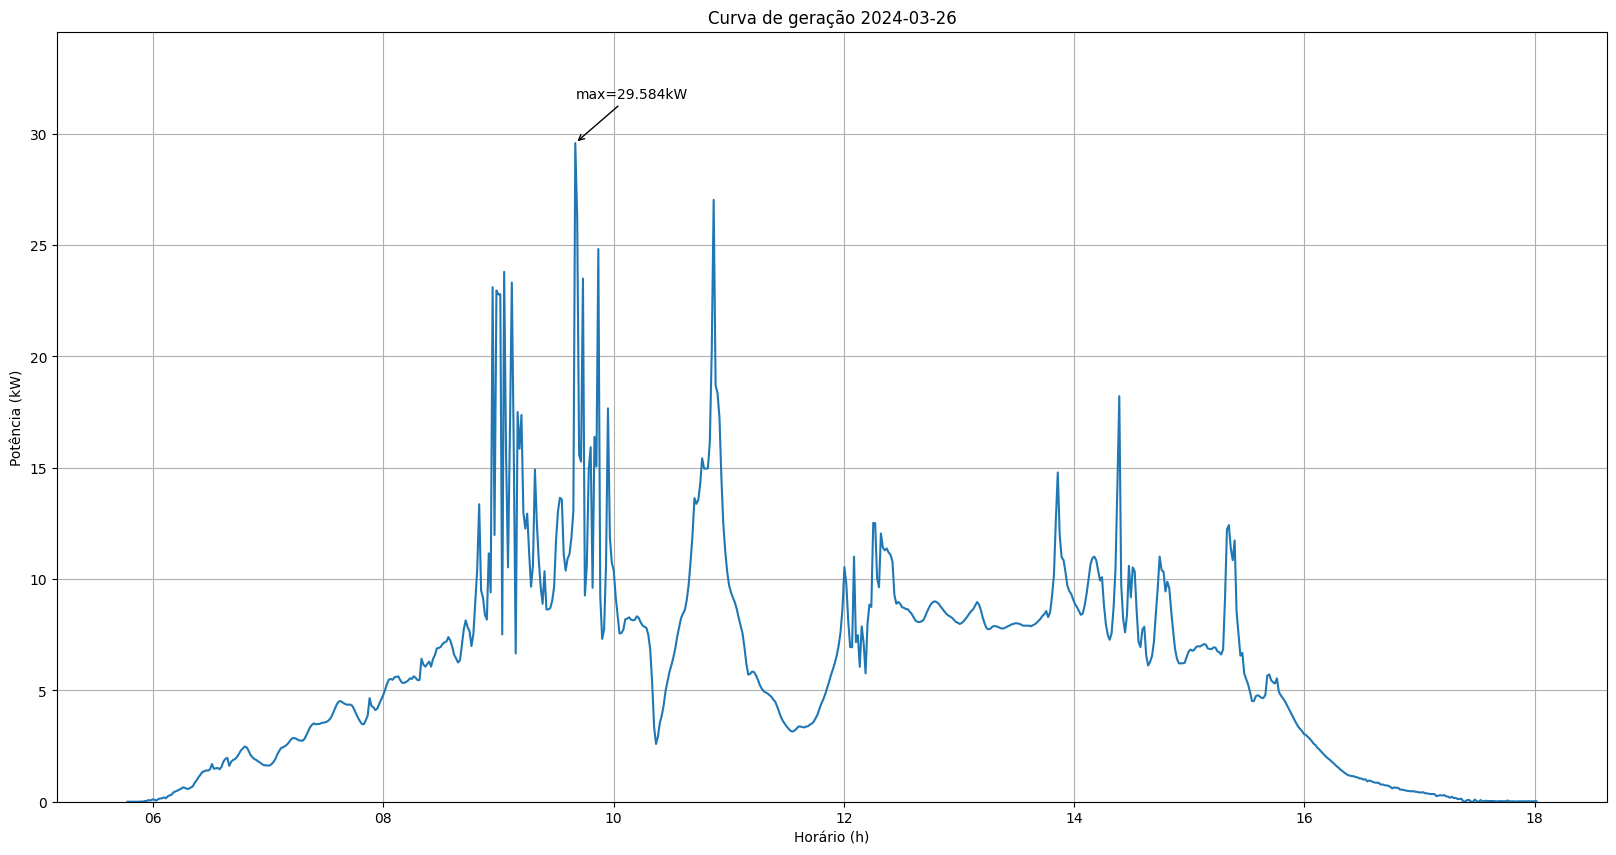 Curva de geração 2024-03-26
max=29.584kW
30
25
20
15
10
5
0
Potência (kW)
06 08 10 12 14 16 18
Horário (h)